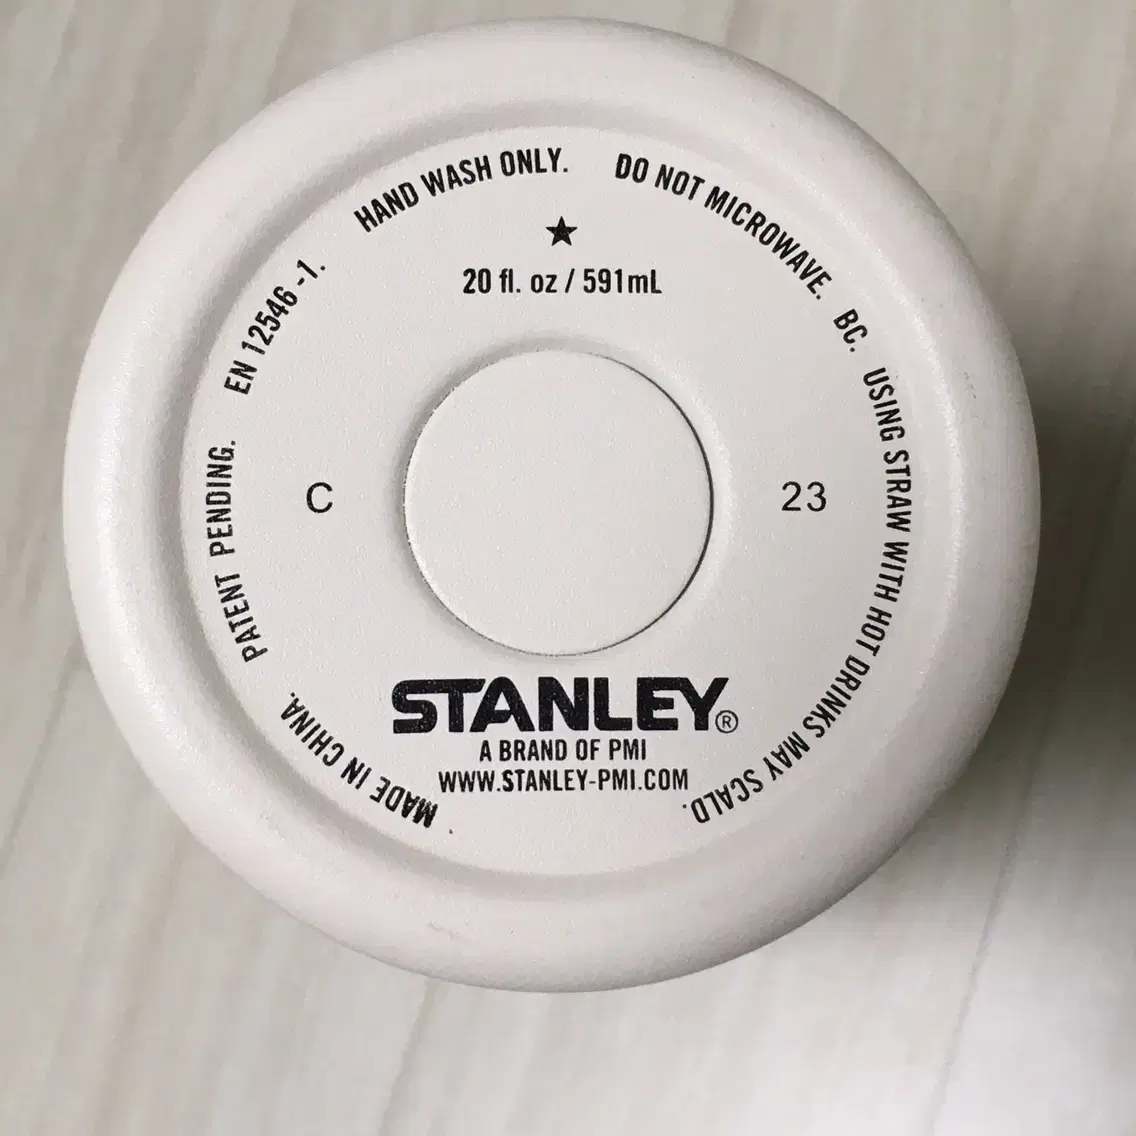 HAND WASH ONLY. DO NOT MICROWAVE. BC. USING STRAW WITH HOT DRINKS MAY SCALD.
MADE IN CHINA. PATENT PENDING. EN 12546 -1.
★
20 fl. oz / 591mL
C 23
STANLEY®
A BRAND OF PMI
WWW.STANLEY-PMI.COM